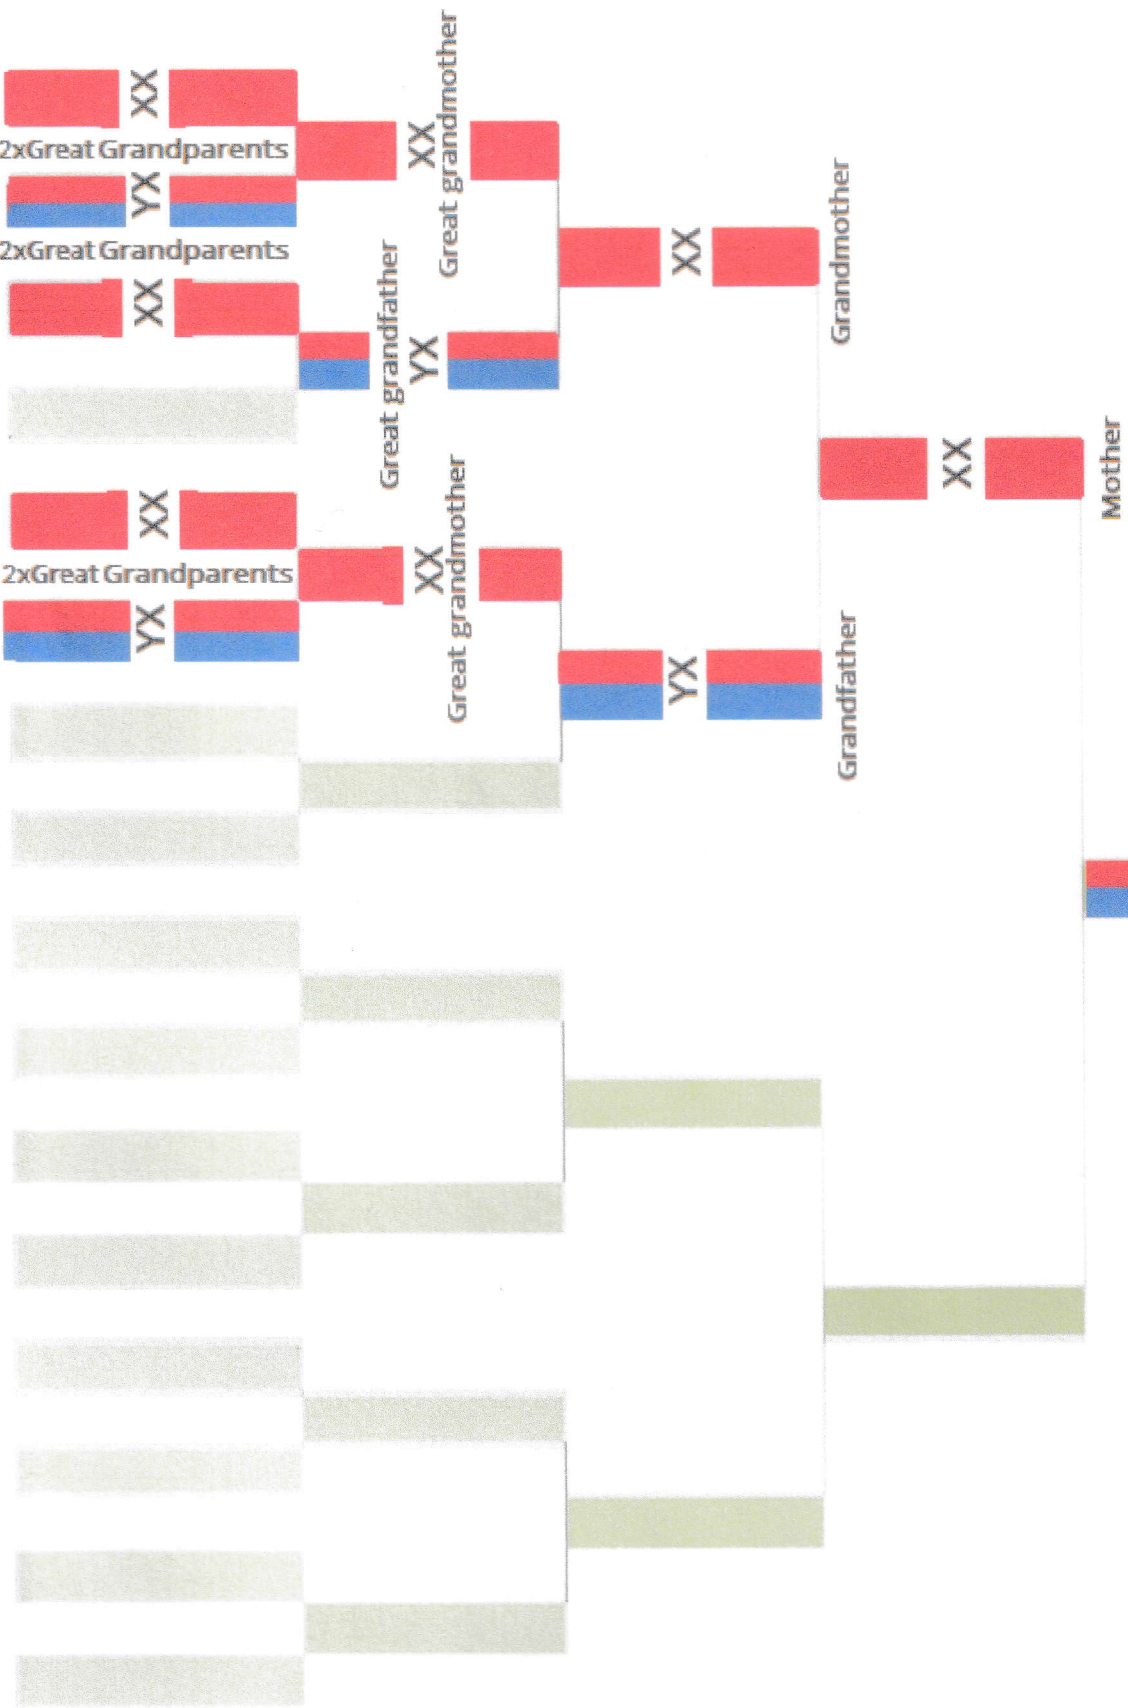 XX
2xGreat Grandparents
YX
2xGreat Grandparents
XX
XX
2xGreat Grandparents
YX
XX
Great grandmother
Great grandfather
YX
XX
Great grandmother
XX
Grandmother
YX
Grandfather
XX
Mother